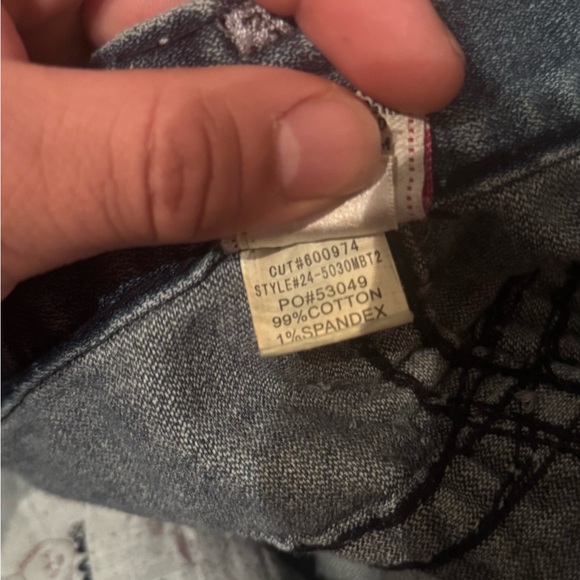 CUT#600974
STYLE#24-5030MBT2
PO#53049
99%COTTON
1%SPANDEX